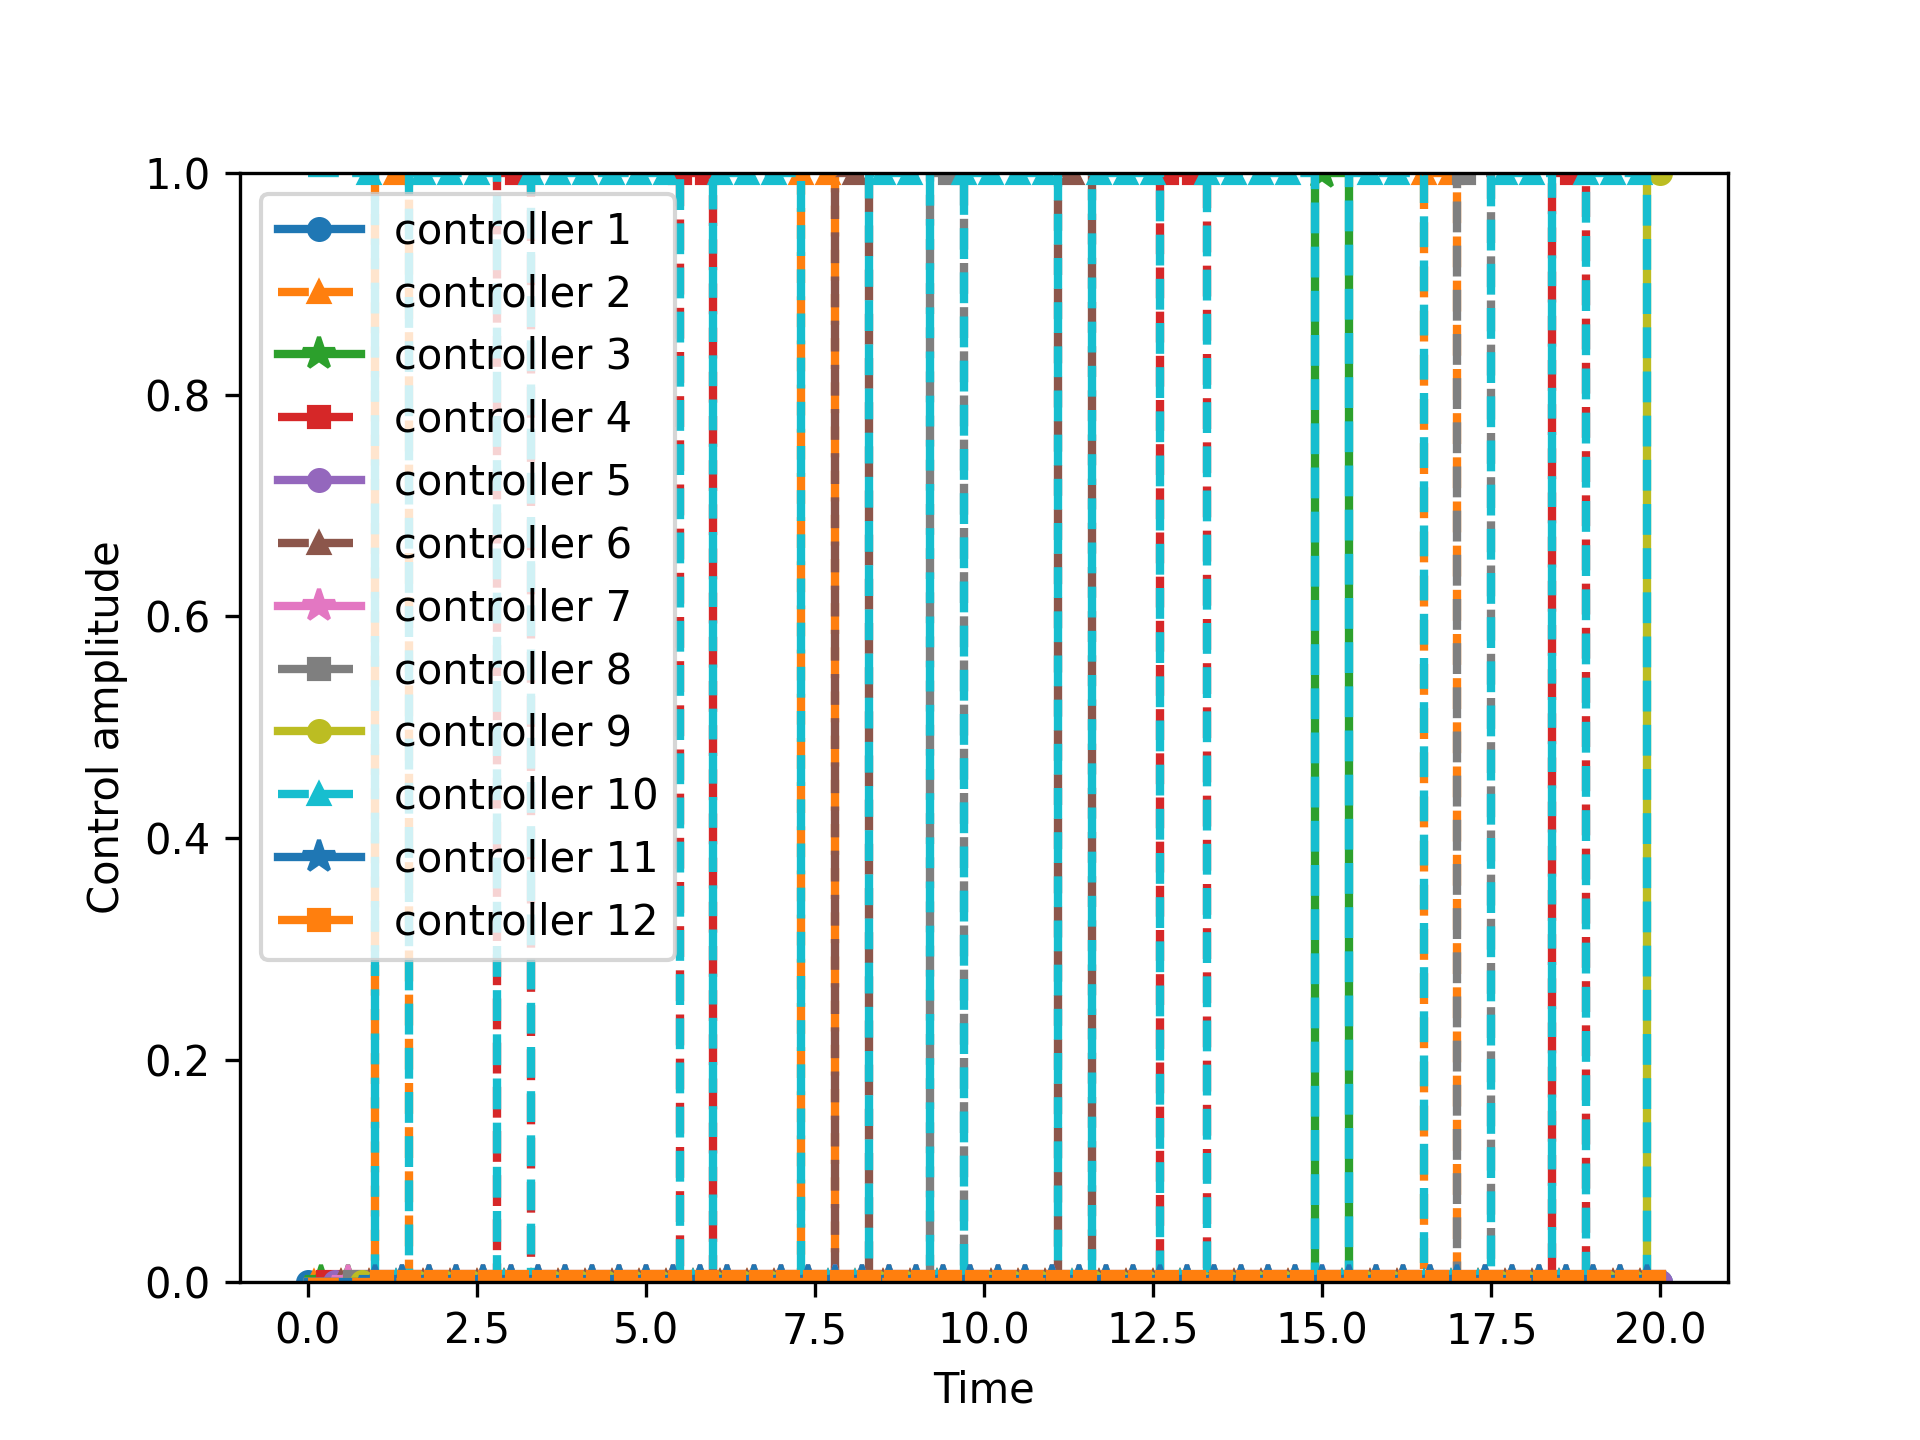 1.0
0.8
0.6
0.4
0.2
0.0
Control amplitude
controller 1
controller 2
controller 3
controller 4
controller 5
controller 6
controller 7
controller 8
controller 9
controller 10
controller 11
controller 12
0.0 2.5 5.0 7.5 10.0 12.5 15.0 17.5 20.0
Time